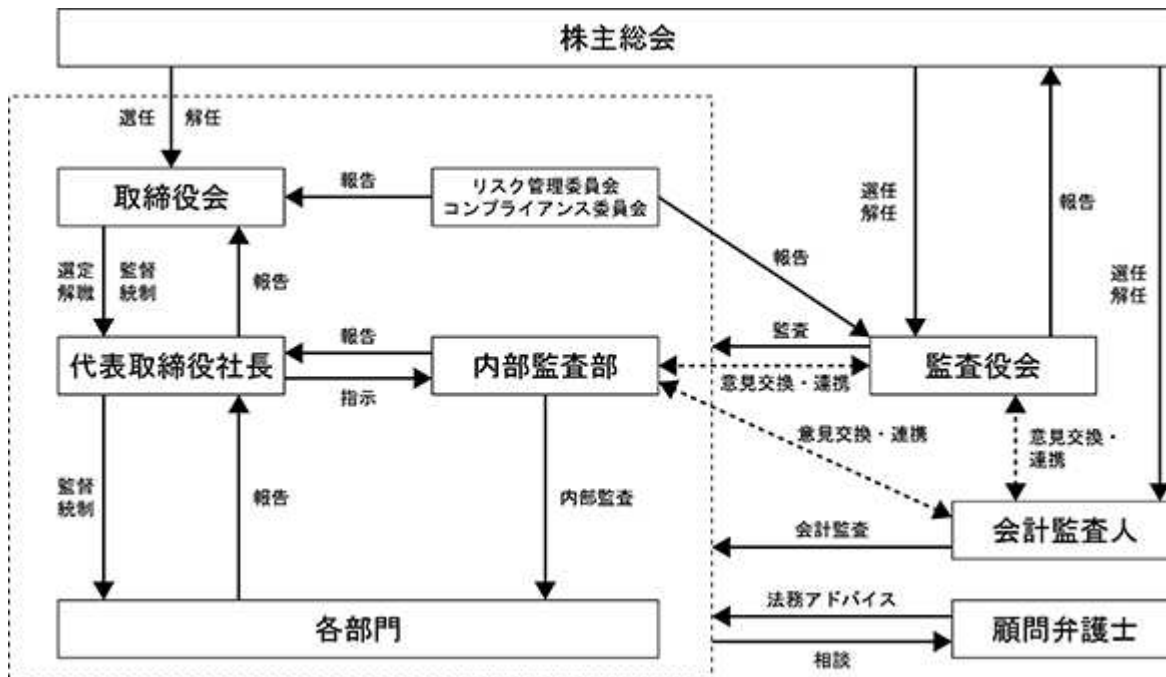 株主総会
選任
解任
選任
解任
報告
選任
解任
取締役会
報告
リスク管理委員会
コンプライアンス委員会
報告
選定
解職
監督
統制
報告
代表取締役社長
報告
指示
内部監査部
監査
意見交換・連携
監査役会
意見交換・連携
意見交換・
連携
監督
統制
報告
内部監査
会計監査
会計監査人
各部門
法務アドバイス
相談
顧問弁護士